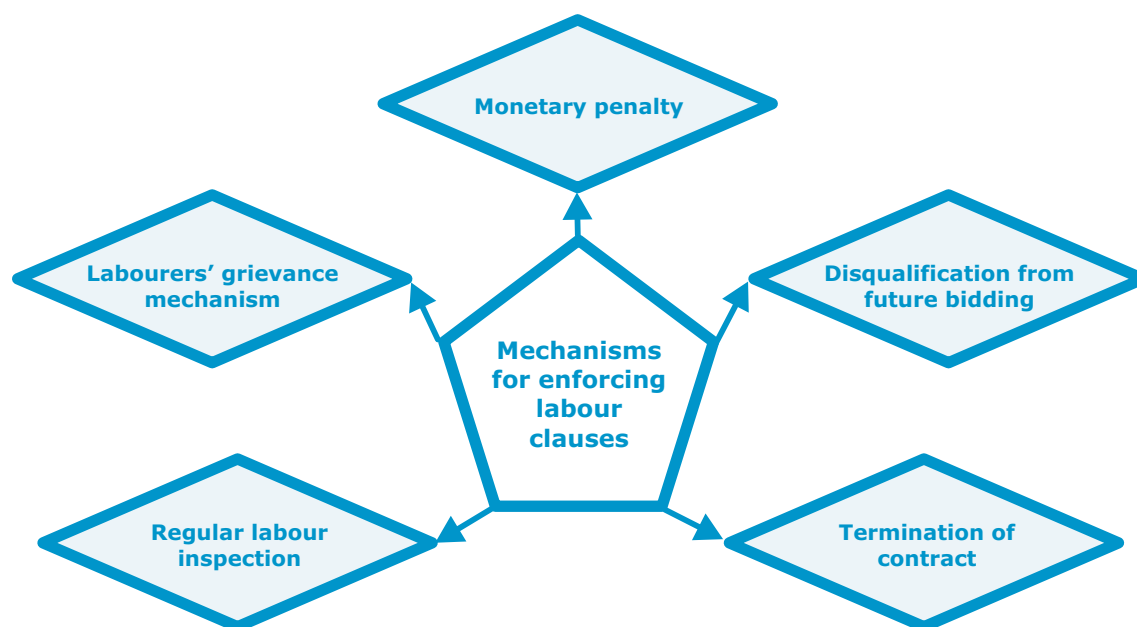 Monetary penalty
Labourers’ grievance
mechanism
Disqualification from
future bidding
Mechanisms
for enforcing
labour
clauses
Regular labour
inspection
Termination of
contract